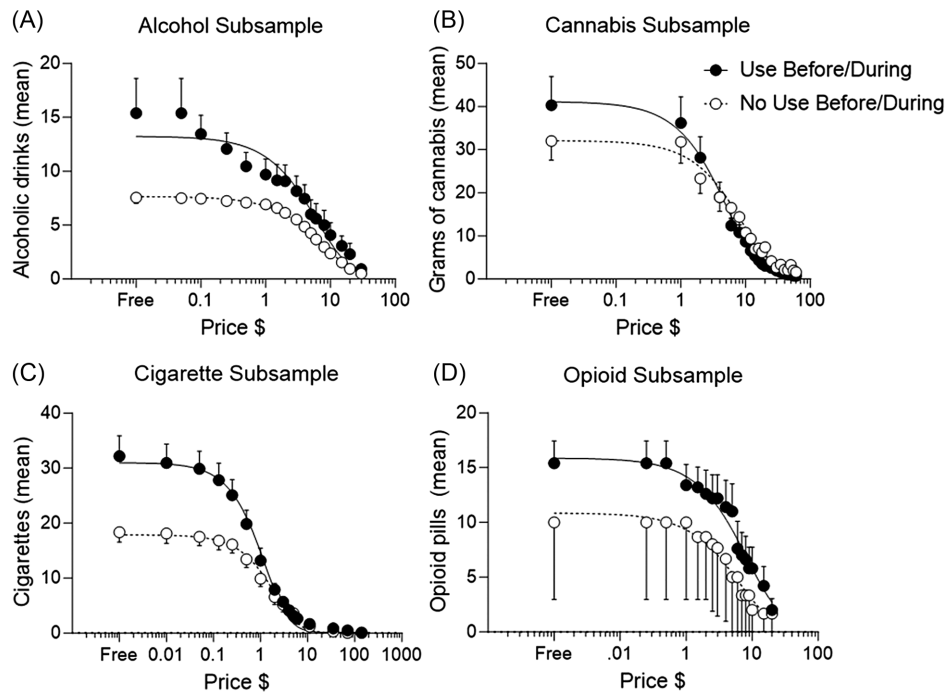 (A)
Alcohol Subsample
Alcoholic drinks (mean)
20
15
10
5
0
Free 0.1 1 10 100
Price $
(B)
Cannabis Subsample
Grams of cannabis (mean)
50
40
30
20
10
0
Free 0.1 1 10 100
Price $
Use Before/During
No Use Before/During
(C)
Cigarette Subsample
Cigarettes (mean)
40
30
20
10
0
Free 0.01 0.1 1 10 100 1000
Price $
(D)
Opioid Subsample
Opioid pills (mean)
20
15
10
5
0
Free .01 0.1 1 10 100
Price $